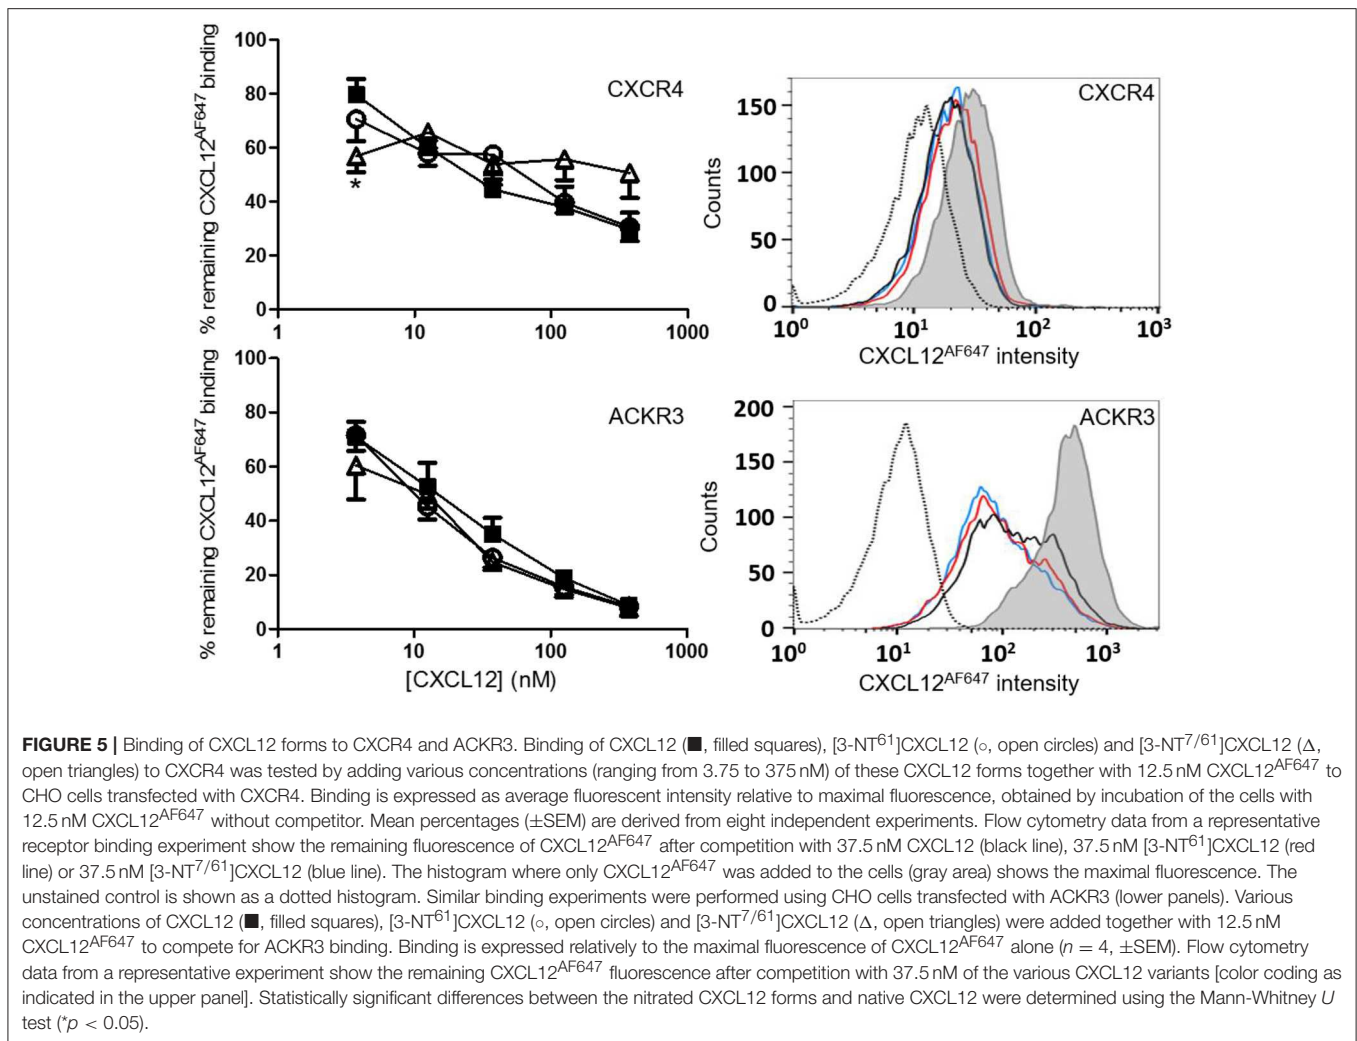 % remaining CXCL12^AF647 binding
100
80
60
40
20
0
CXCR4
*
1
10
100
1000
150
100
50
0
Counts
CXCR4
10^0
10^1
10^2
10^3
CXCL12^AF647 intensity
% remaining CXCL12^AF647 binding
100
80
60
40
20
0
ACKR3
1
10
100
1000
[CXCL12] (nM)
200
150
100
50
0
Counts
ACKR3
10^0
10^1
10^2
10^3
CXCL12^AF647 intensity
FIGURE 5 | Binding of CXCL12 forms to CXCR4 and ACKR3. Binding of CXCL12 (■, filled squares), [3-NT^61]CXCL12 (○, open circles) and [3-NT^7/61]CXCL12 (Δ,
open triangles) to CXCR4 was tested by adding various concentrations (ranging from 3.75 to 375 nM) of these CXCL12 forms together with 12.5 nM CXCL12^AF647 to
CHO cells transfected with CXCR4. Binding is expressed as average fluorescent intensity relative to maximal fluorescence, obtained by incubation of the cells with
12.5 nM CXCL12^AF647 without competitor. Mean percentages (±SEM) are derived from eight independent experiments. Flow cytometry data from a representative
receptor binding experiment show the remaining fluorescence of CXCL12^AF647 after competition with 37.5 nM CXCL12 (black line), 37.5 nM [3-NT^61]CXCL12 (red
line) or 37.5 nM [3-NT^7/61]CXCL12 (blue line). The histogram where only CXCL12^AF647 was added to the cells (gray area) shows the maximal fluorescence. The
unstained control is shown as a dotted histogram. Similar binding experiments were performed using CHO cells transfected with ACKR3 (lower panels). Various
concentrations of CXCL12 (■, filled squares), [3-NT^61]CXCL12 (○, open circles) and [3-NT^7/61]CXCL12 (Δ, open triangles) were added together with 12.5 nM
CXCL12^AF647 to compete for ACKR3 binding. Binding is expressed relatively to the maximal fluorescence of CXCL12^AF647 alone (n = 4, ±SEM). Flow cytometry
data from a representative experiment show the remaining CXCL12^AF647 fluorescence after competition with 37.5 nM of the various CXCL12 variants [color coding as
indicated in the upper panel]. Statistically significant differences between the nitrated CXCL12 forms and native CXCL12 were determined using the Mann-Whitney U
test (*p < 0.05).